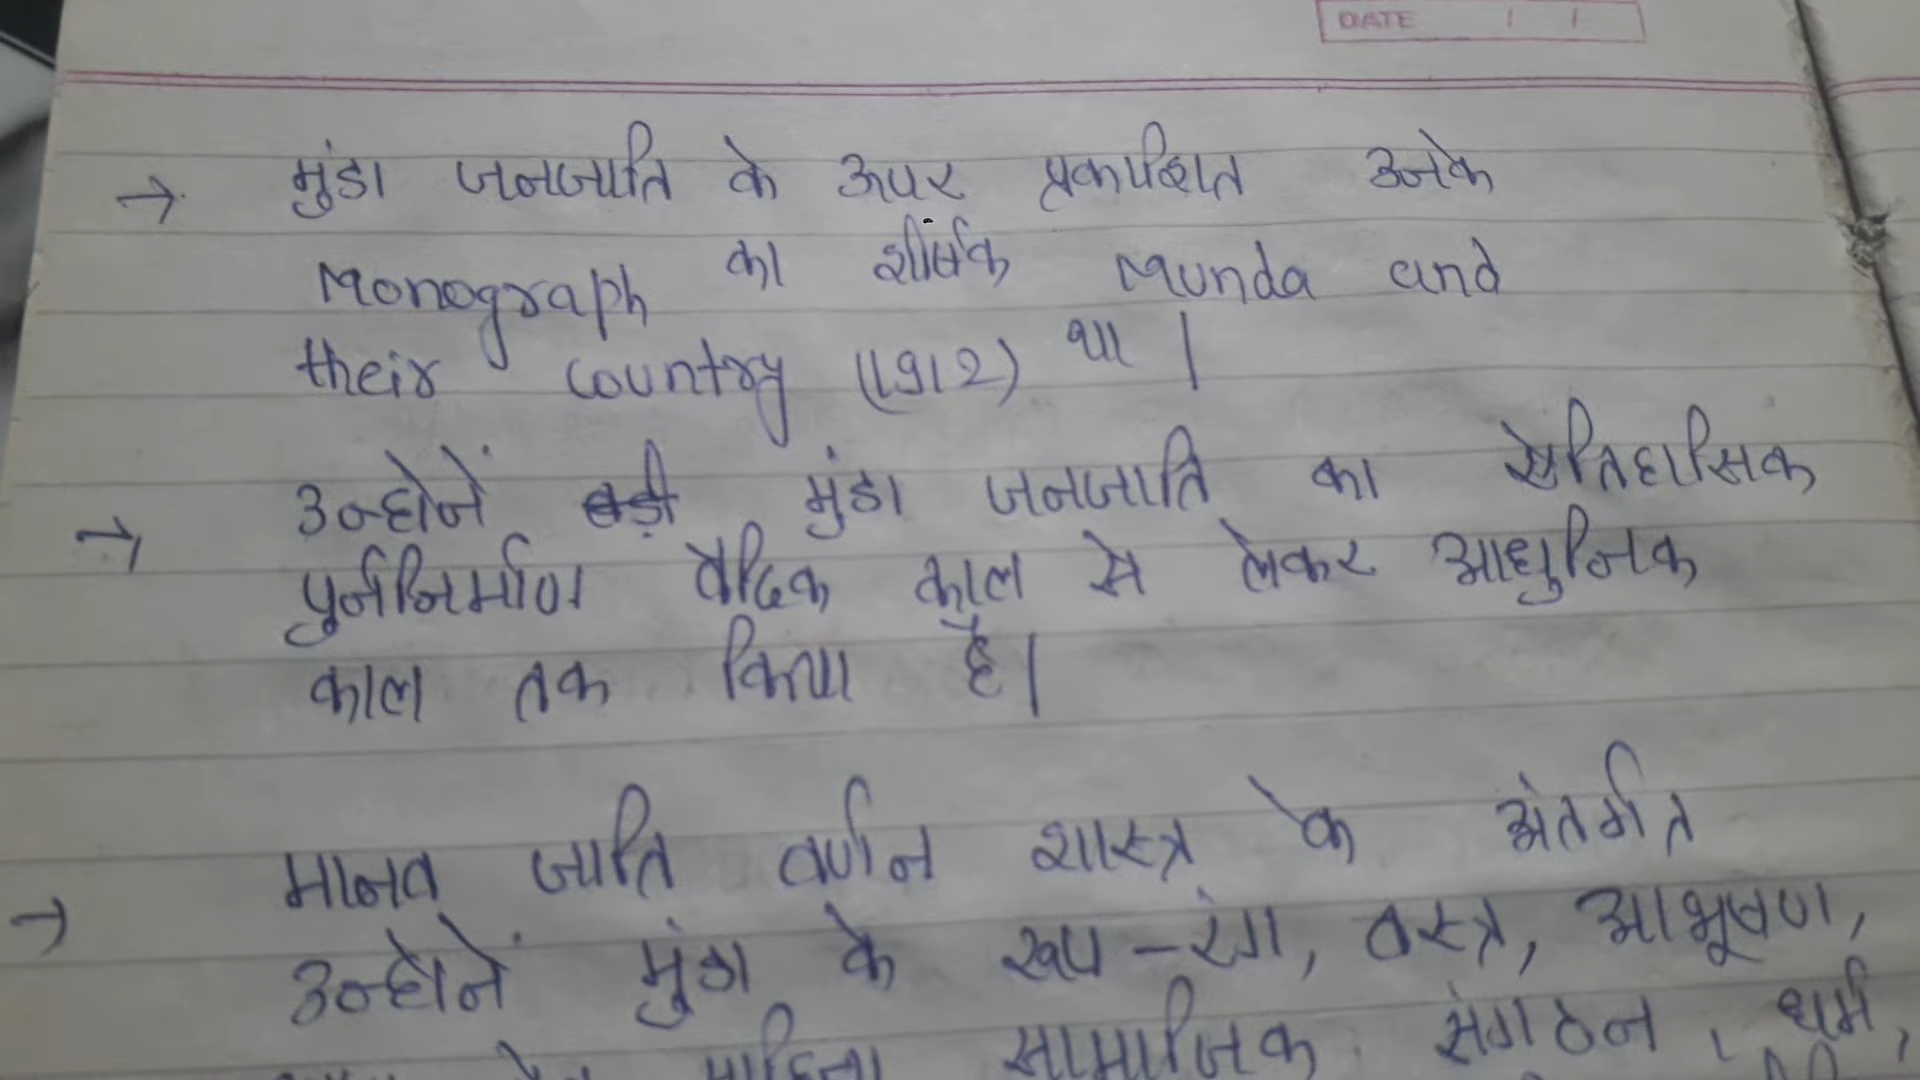 DATE / /
→ मुंडा जनजाति के ऊपर प्रकाशित उनके
Monograph का शीर्षक Munda and
their country (1912) था |
→ उन्होनें मुंडा जनजाति का ऐतिहासिक
पुर्ननिर्माण वैदिक काल से लेकर आधुनिक
काल तक किया है |
→ मानव जाति वर्णन शास्त्र के अंतर्गत
उन्होनें मुंडा के रूप-रंग, वस्त्र, आभूषण,
सामाजिक संगठन, धर्म,